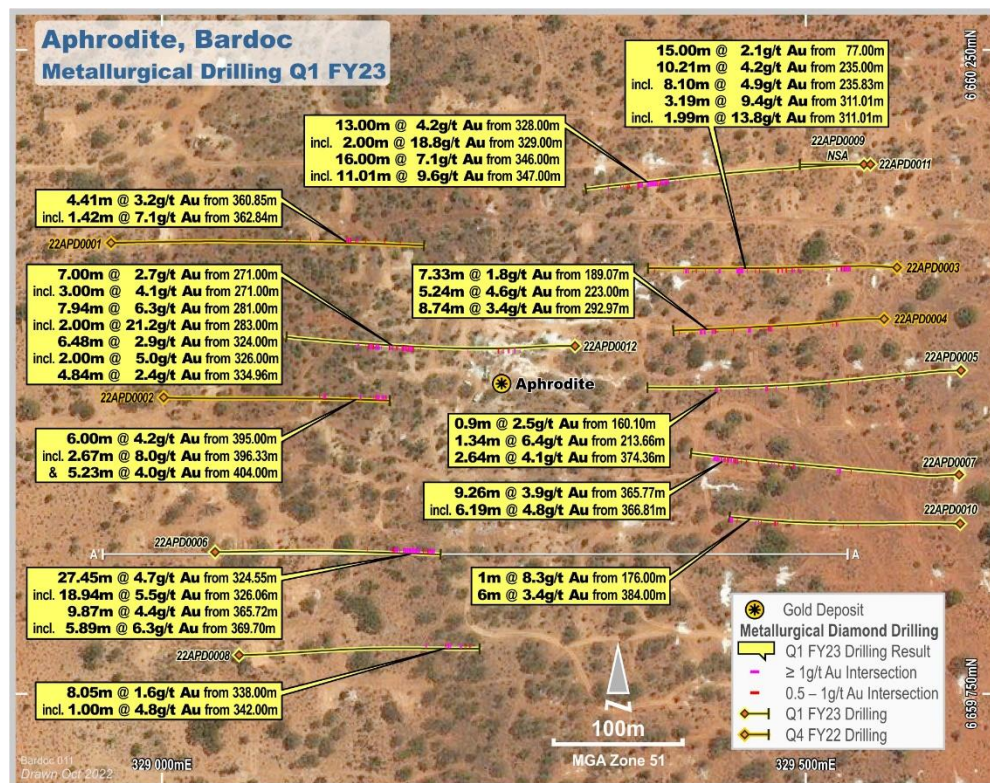 Aphrodite, Bardoc
Metallurgical Drilling Q1 FY23
6 660 250mN
15.00m @ 2.1g/t Au from 77.00m
10.21m @ 4.2g/t Au from 235.00m
incl. 8.10m @ 4.9g/t Au from 235.83m
3.19m @ 9.4g/t Au from 311.01m
incl. 1.99m @ 13.8g/t Au from 311.01m
13.00m @ 4.2g/t Au from 328.00m
incl. 2.00m @ 18.8g/t Au from 329.00m
16.00m @ 7.1g/t Au from 346.00m
incl. 11.01m @ 9.6g/t Au from 347.00m
22APD0009
NSA
22APD0011
4.41m @ 3.2g/t Au from 360.85m
incl. 1.42m @ 7.1g/t Au from 362.84m
22APD0001
22APD0003
7.00m @ 2.7g/t Au from 271.00m
incl. 3.00m @ 4.1g/t Au from 271.00m
7.94m @ 6.3g/t Au from 281.00m
incl. 2.00m @ 21.2g/t Au from 283.00m
6.48m @ 2.9g/t Au from 324.00m
incl. 2.00m @ 5.0g/t Au from 326.00m
4.84m @ 2.4g/t Au from 334.96m
7.33m @ 1.8g/t Au from 189.07m
5.24m @ 4.6g/t Au from 223.00m
8.74m @ 3.4g/t Au from 292.97m
22APD0004
22APD0012
22APD0005
Aphrodite
22APD0002
6.00m @ 4.2g/t Au from 395.00m
incl. 2.67m @ 8.0g/t Au from 396.33m
& 5.23m @ 4.0g/t Au from 404.00m
0.9m @ 2.5g/t Au from 160.10m
1.34m @ 6.4g/t Au from 213.66m
2.64m @ 4.1g/t Au from 374.36m
22APD0007
9.26m @ 3.9g/t Au from 365.77m
incl. 6.19m @ 4.8g/t Au from 366.81m
22APD0010
22APD0006
A'
A
27.45m @ 4.7g/t Au from 324.55m
incl. 18.94m @ 5.5g/t Au from 326.06m
9.87m @ 4.4g/t Au from 365.72m
incl. 5.89m @ 6.3g/t Au from 369.70m
1m @ 8.3g/t Au from 176.00m
6m @ 3.4g/t Au from 384.00m
22APD0008
8.05m @ 1.6g/t Au from 338.00m
incl. 1.00m @ 4.8g/t Au from 342.00m
Gold Deposit
Metallurgical Diamond Drilling
Q1 FY23 Drilling Result
≥ 1g/t Au Intersection
0.5 – 1g/t Au Intersection
Q1 FY23 Drilling
Q4 FY22 Drilling
6 659 750mN
N
100m
MGA Zone 51
Bardoc 011
Drawn Oct 2022
329 000mE
329 500mE